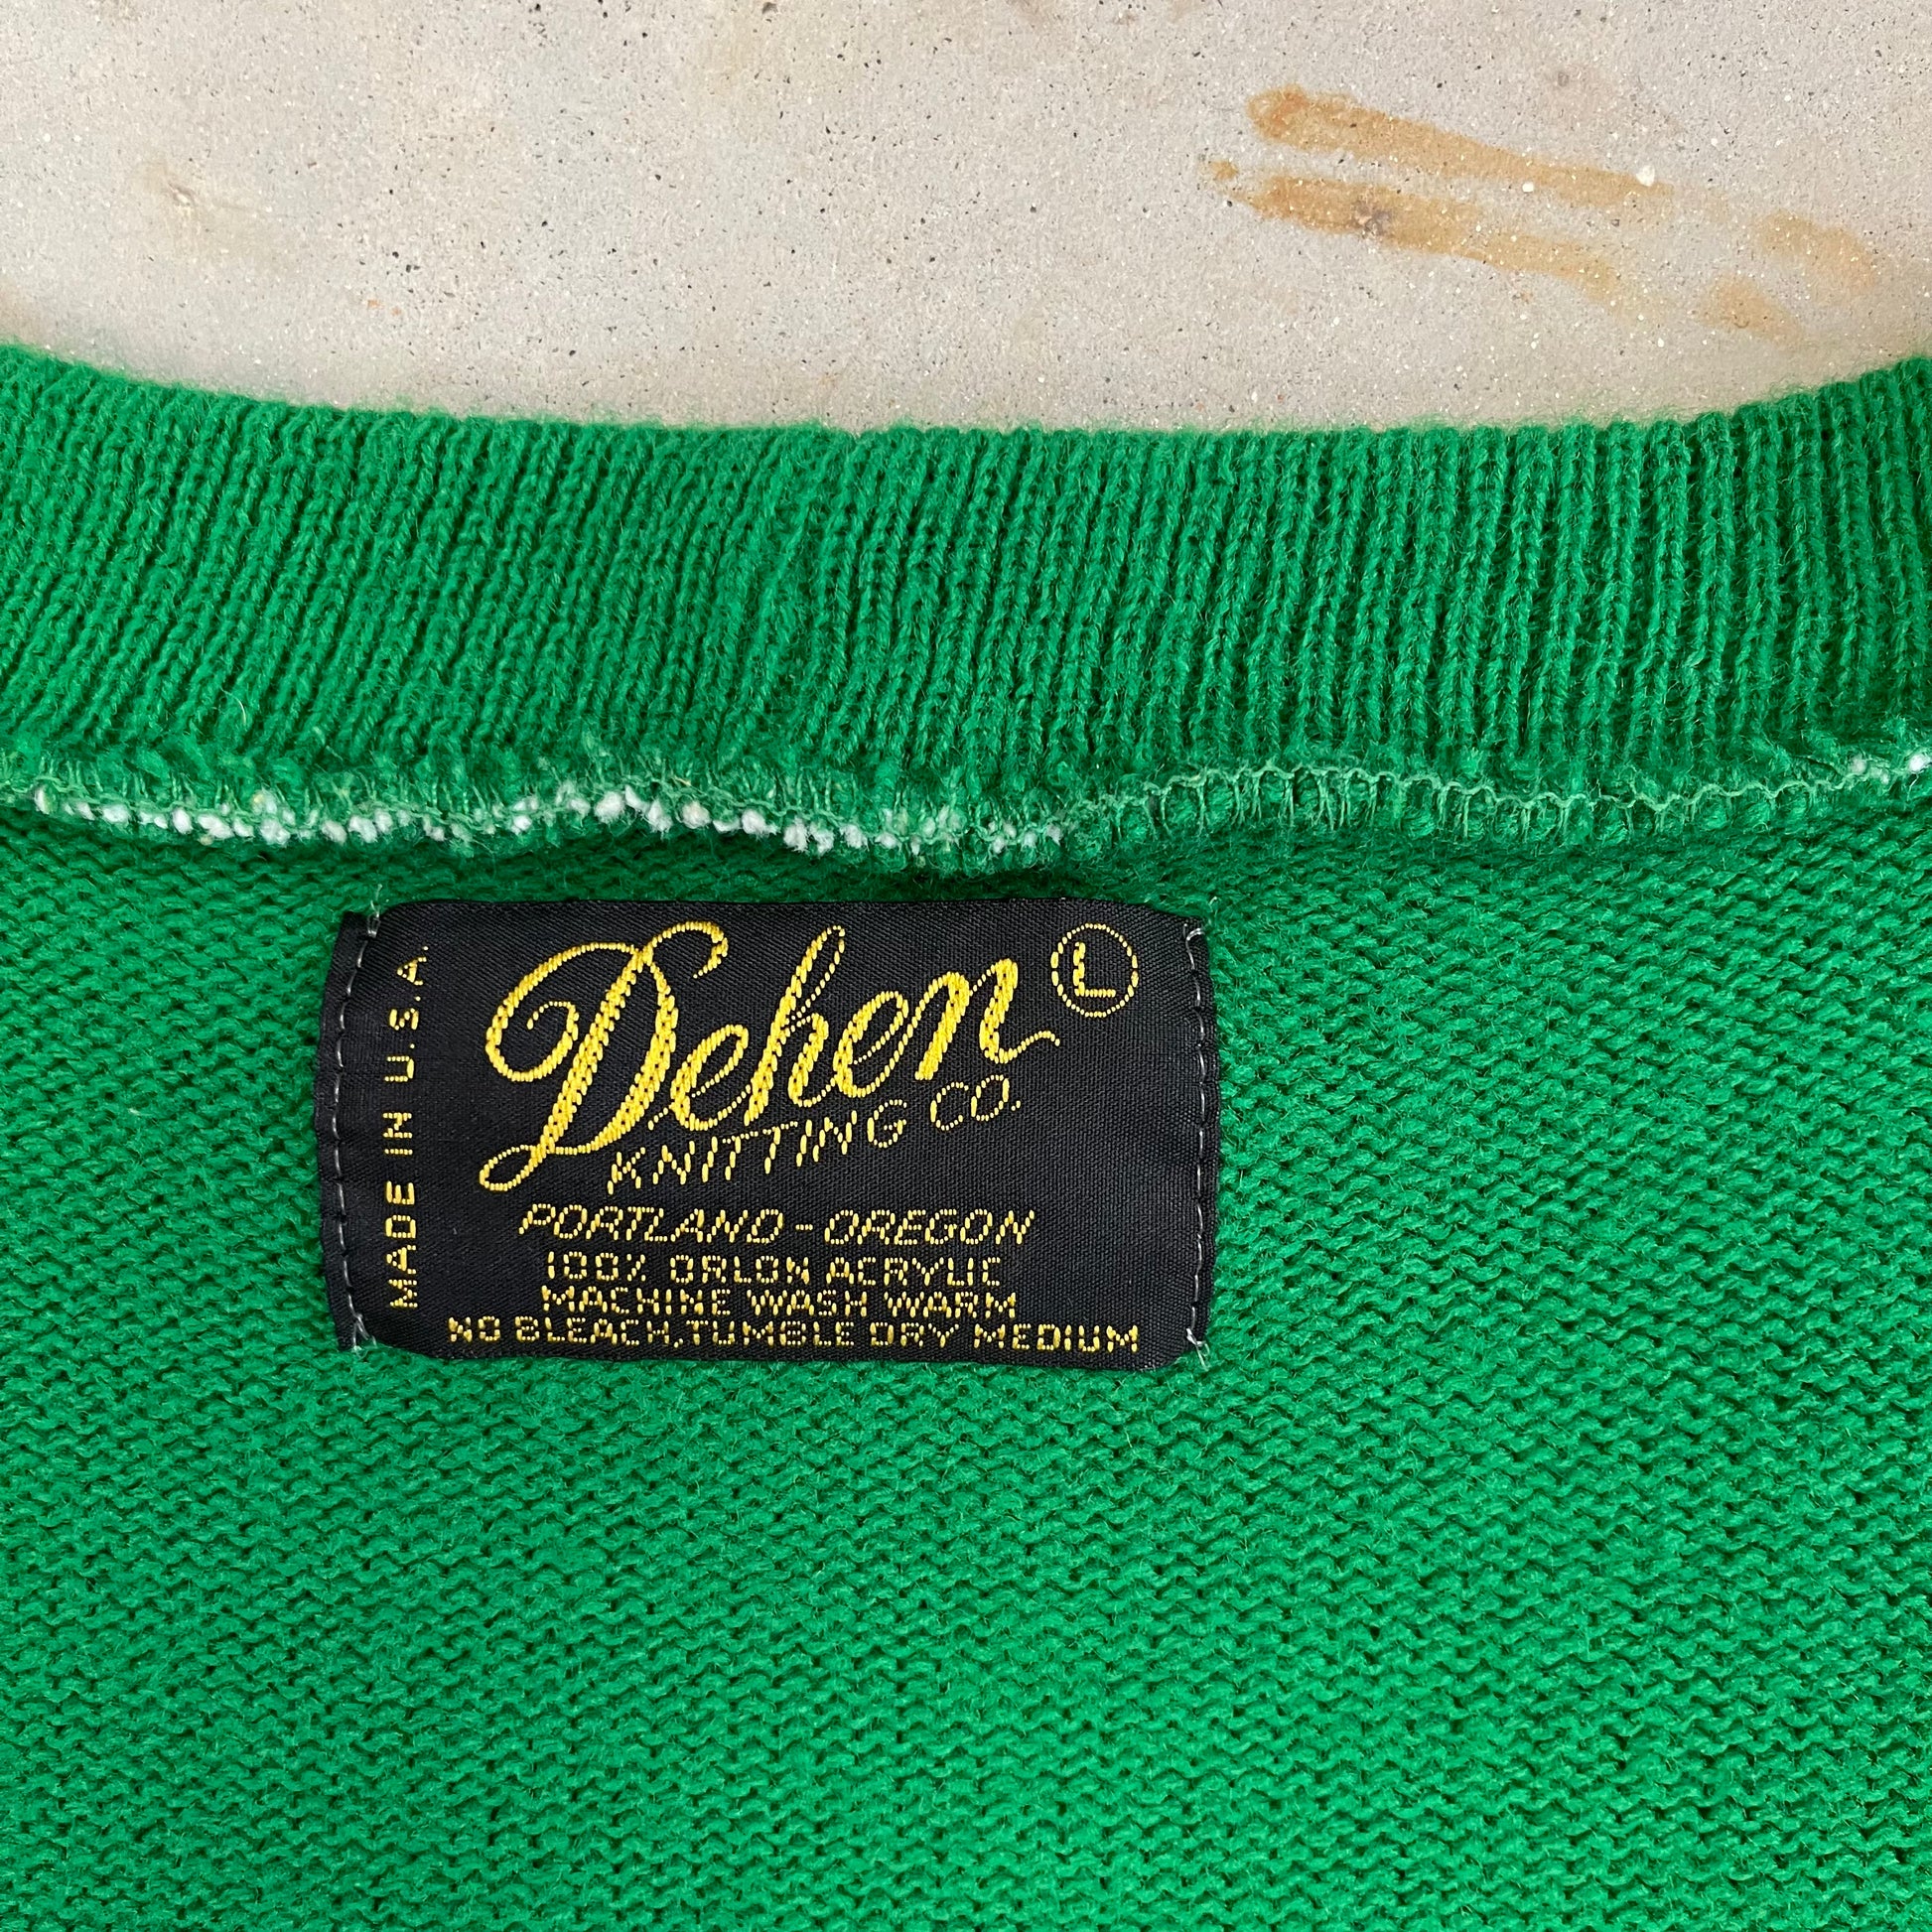 Dehen L
KNITTING CO.
PORTLAND-OREGON
100% ORLON ACRYLIC
MACHINE WASH WARM
NO BLEACH,TUMBLE DRY MEDIUM
MADE IN U.S.A.